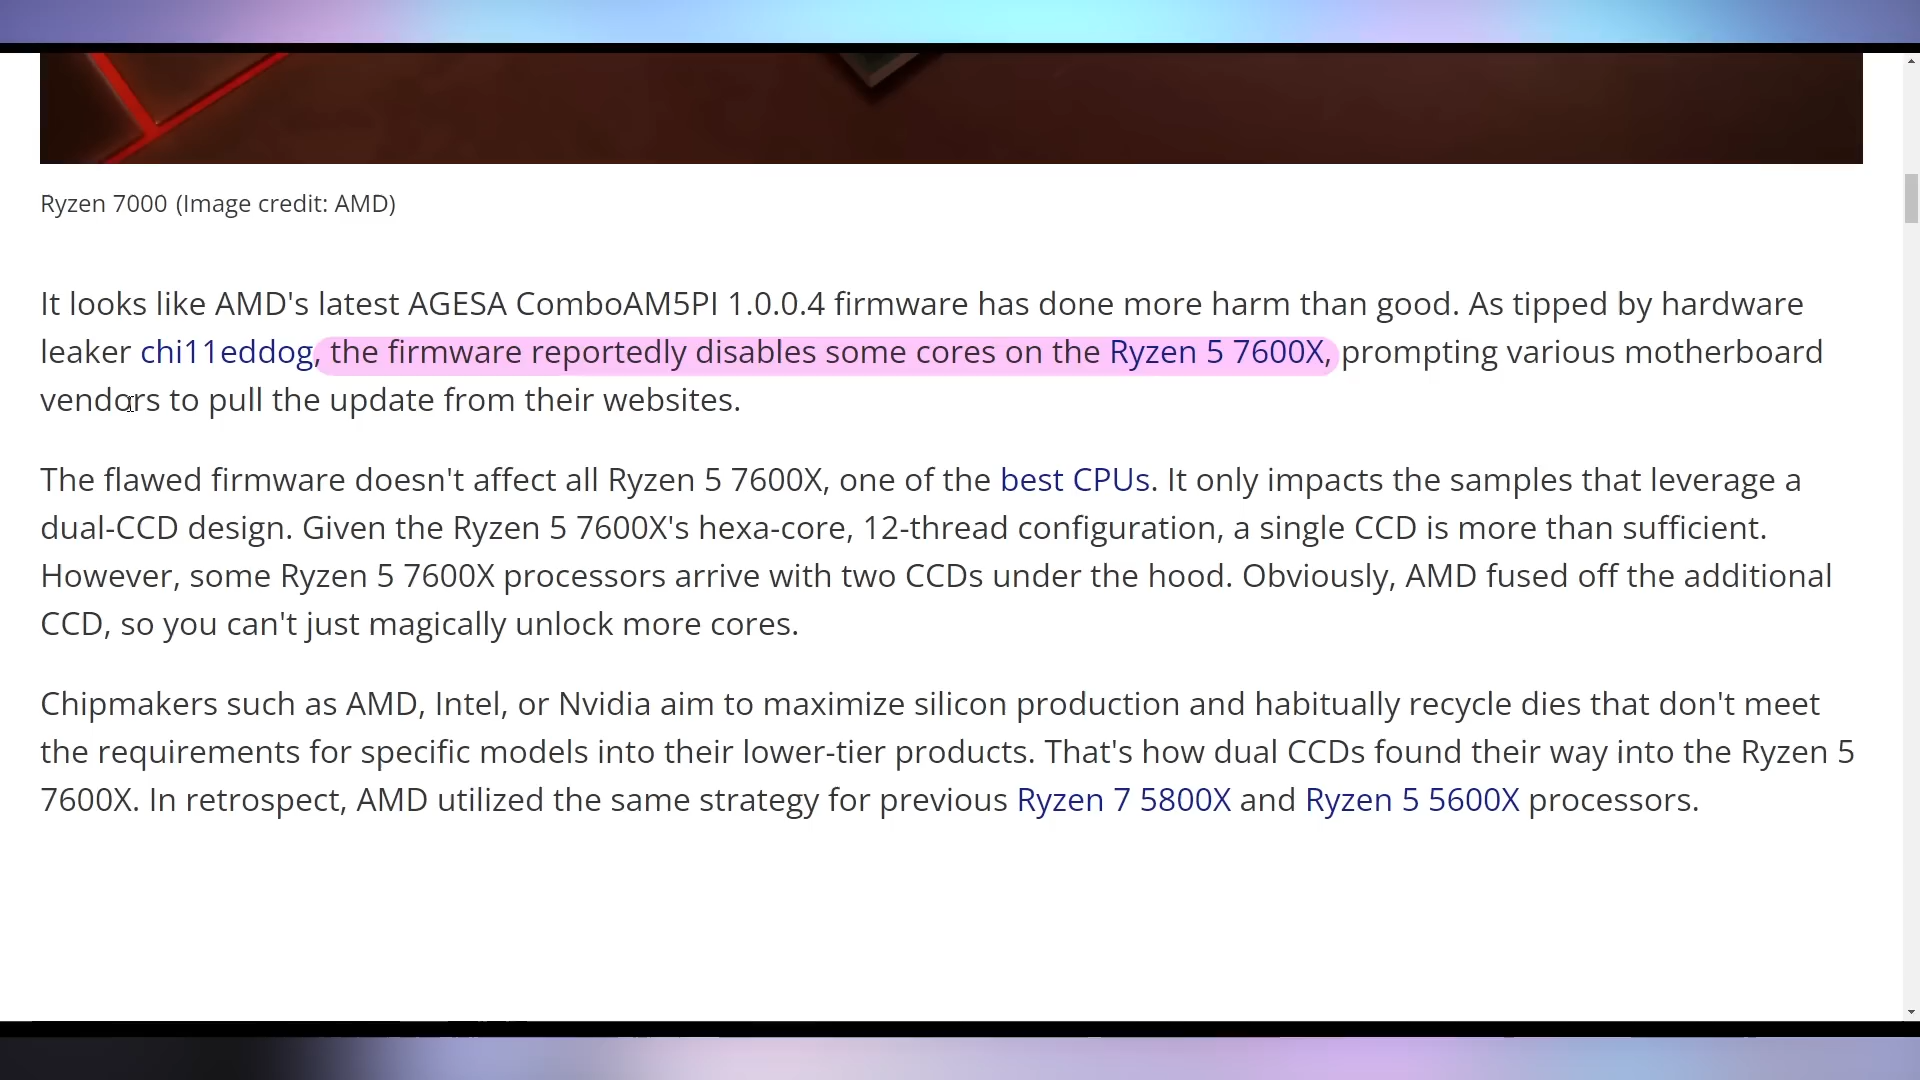 Ryzen 7000 (Image credit: AMD)
It looks like AMD's latest AGESA ComboAM5PI 1.0.0.4 firmware has done more harm than good. As tipped by hardware
leaker chi11eddog, the firmware reportedly disables some cores on the Ryzen 5 7600X, prompting various motherboard
vendors to pull the update from their websites.
The flawed firmware doesn't affect all Ryzen 5 7600X, one of the best CPUs. It only impacts the samples that leverage a
dual-CCD design. Given the Ryzen 5 7600X's hexa-core, 12-thread configuration, a single CCD is more than sufficient.
However, some Ryzen 5 7600X processors arrive with two CCDs under the hood. Obviously, AMD fused off the additional
CCD, so you can't just magically unlock more cores.
Chipmakers such as AMD, Intel, or Nvidia aim to maximize silicon production and habitually recycle dies that don't meet
the requirements for specific models into their lower-tier products. That's how dual CCDs found their way into the Ryzen 5
7600X. In retrospect, AMD utilized the same strategy for previous Ryzen 7 5800X and Ryzen 5 5600X processors.